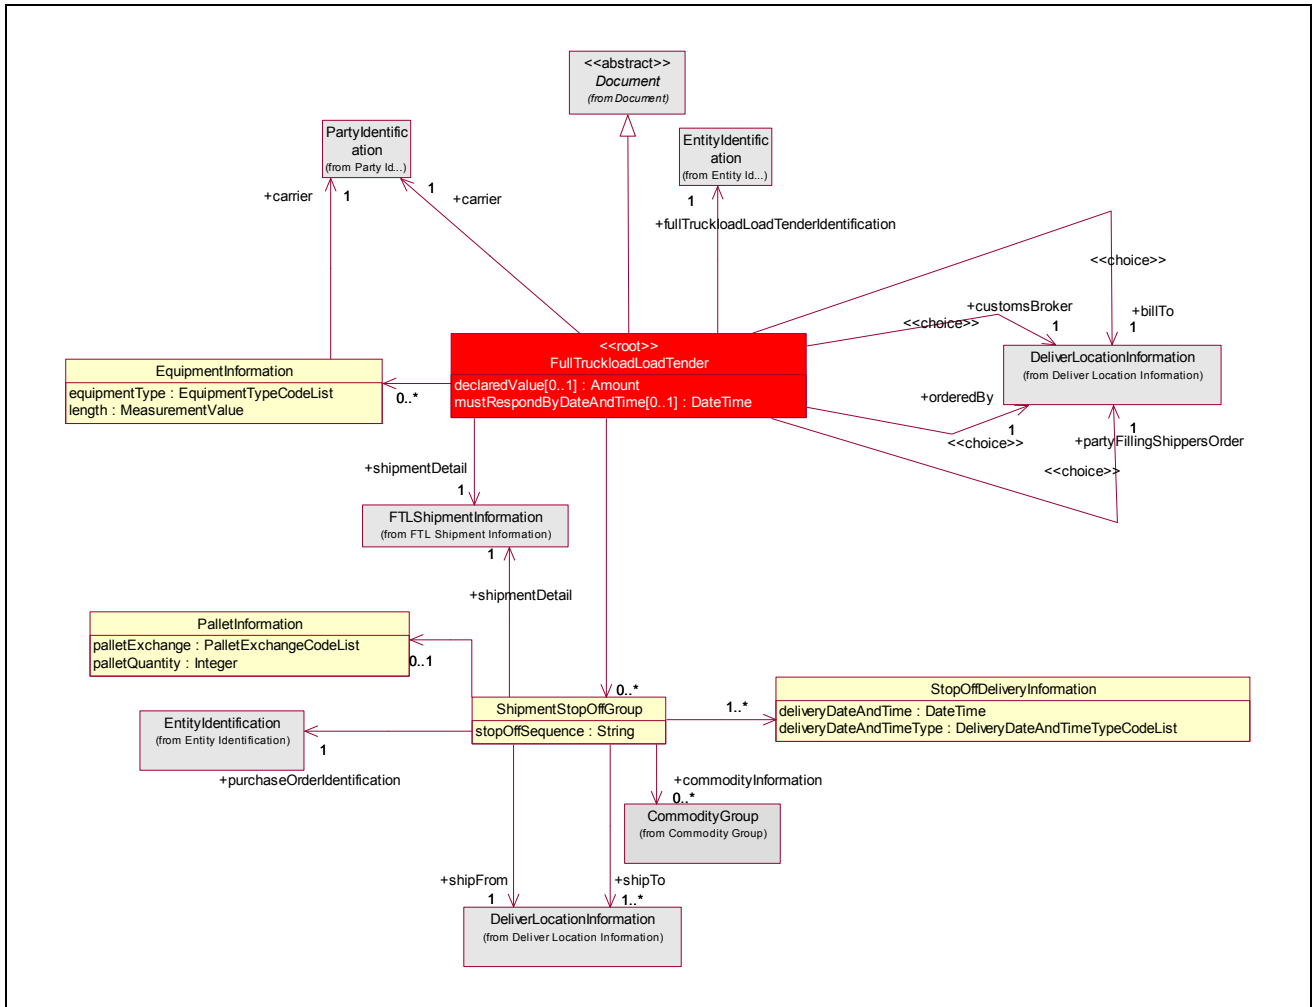 <<abstract>>
Document
(from Document)
PartyIdentific
ation
(from Party Id...)
EntityIdentific
ation
(from Entity Id...)
+carrier
1
1
+carrier
1
+fullTruckloadLoadTenderIdentification
<<choice>>
+customsBroker
<<choice>>
1
+billTo
1
<<root>>
FullTruckloadLoadTender
declaredValue[0..1] : Amount
mustRespondByDateAndTime[0..1] : DateTime
DeliverLocationInformation
(from Deliver Location Information)
EquipmentInformation
equipmentType : EquipmentTypeCodeList
length : MeasurementValue
0..*
+orderedBy
1
<<choice>>
1
+partyFillingShippersOrder
<<choice>>
+shipmentDetail
1
FTLShipmentInformation
(from FTL Shipment Information)
1
+shipmentDetail
PalletInformation
palletExchange : PalletExchangeCodeList
palletQuantity : Integer
0..1
0..*
ShipmentStopOffGroup
stopOffSequence : String
1..*
StopOffDeliveryInformation
deliveryDateAndTime : DateTime
deliveryDateAndTimeType : DeliveryDateAndTimeTypeCodeList
EntityIdentification
(from Entity Identification)
1
+purchaseOrderIdentification
+commodityInformation
0..*
CommodityGroup
(from Commodity Group)
+shipFrom
1
+shipTo
1..*
DeliverLocationInformation
(from Deliver Location Information)